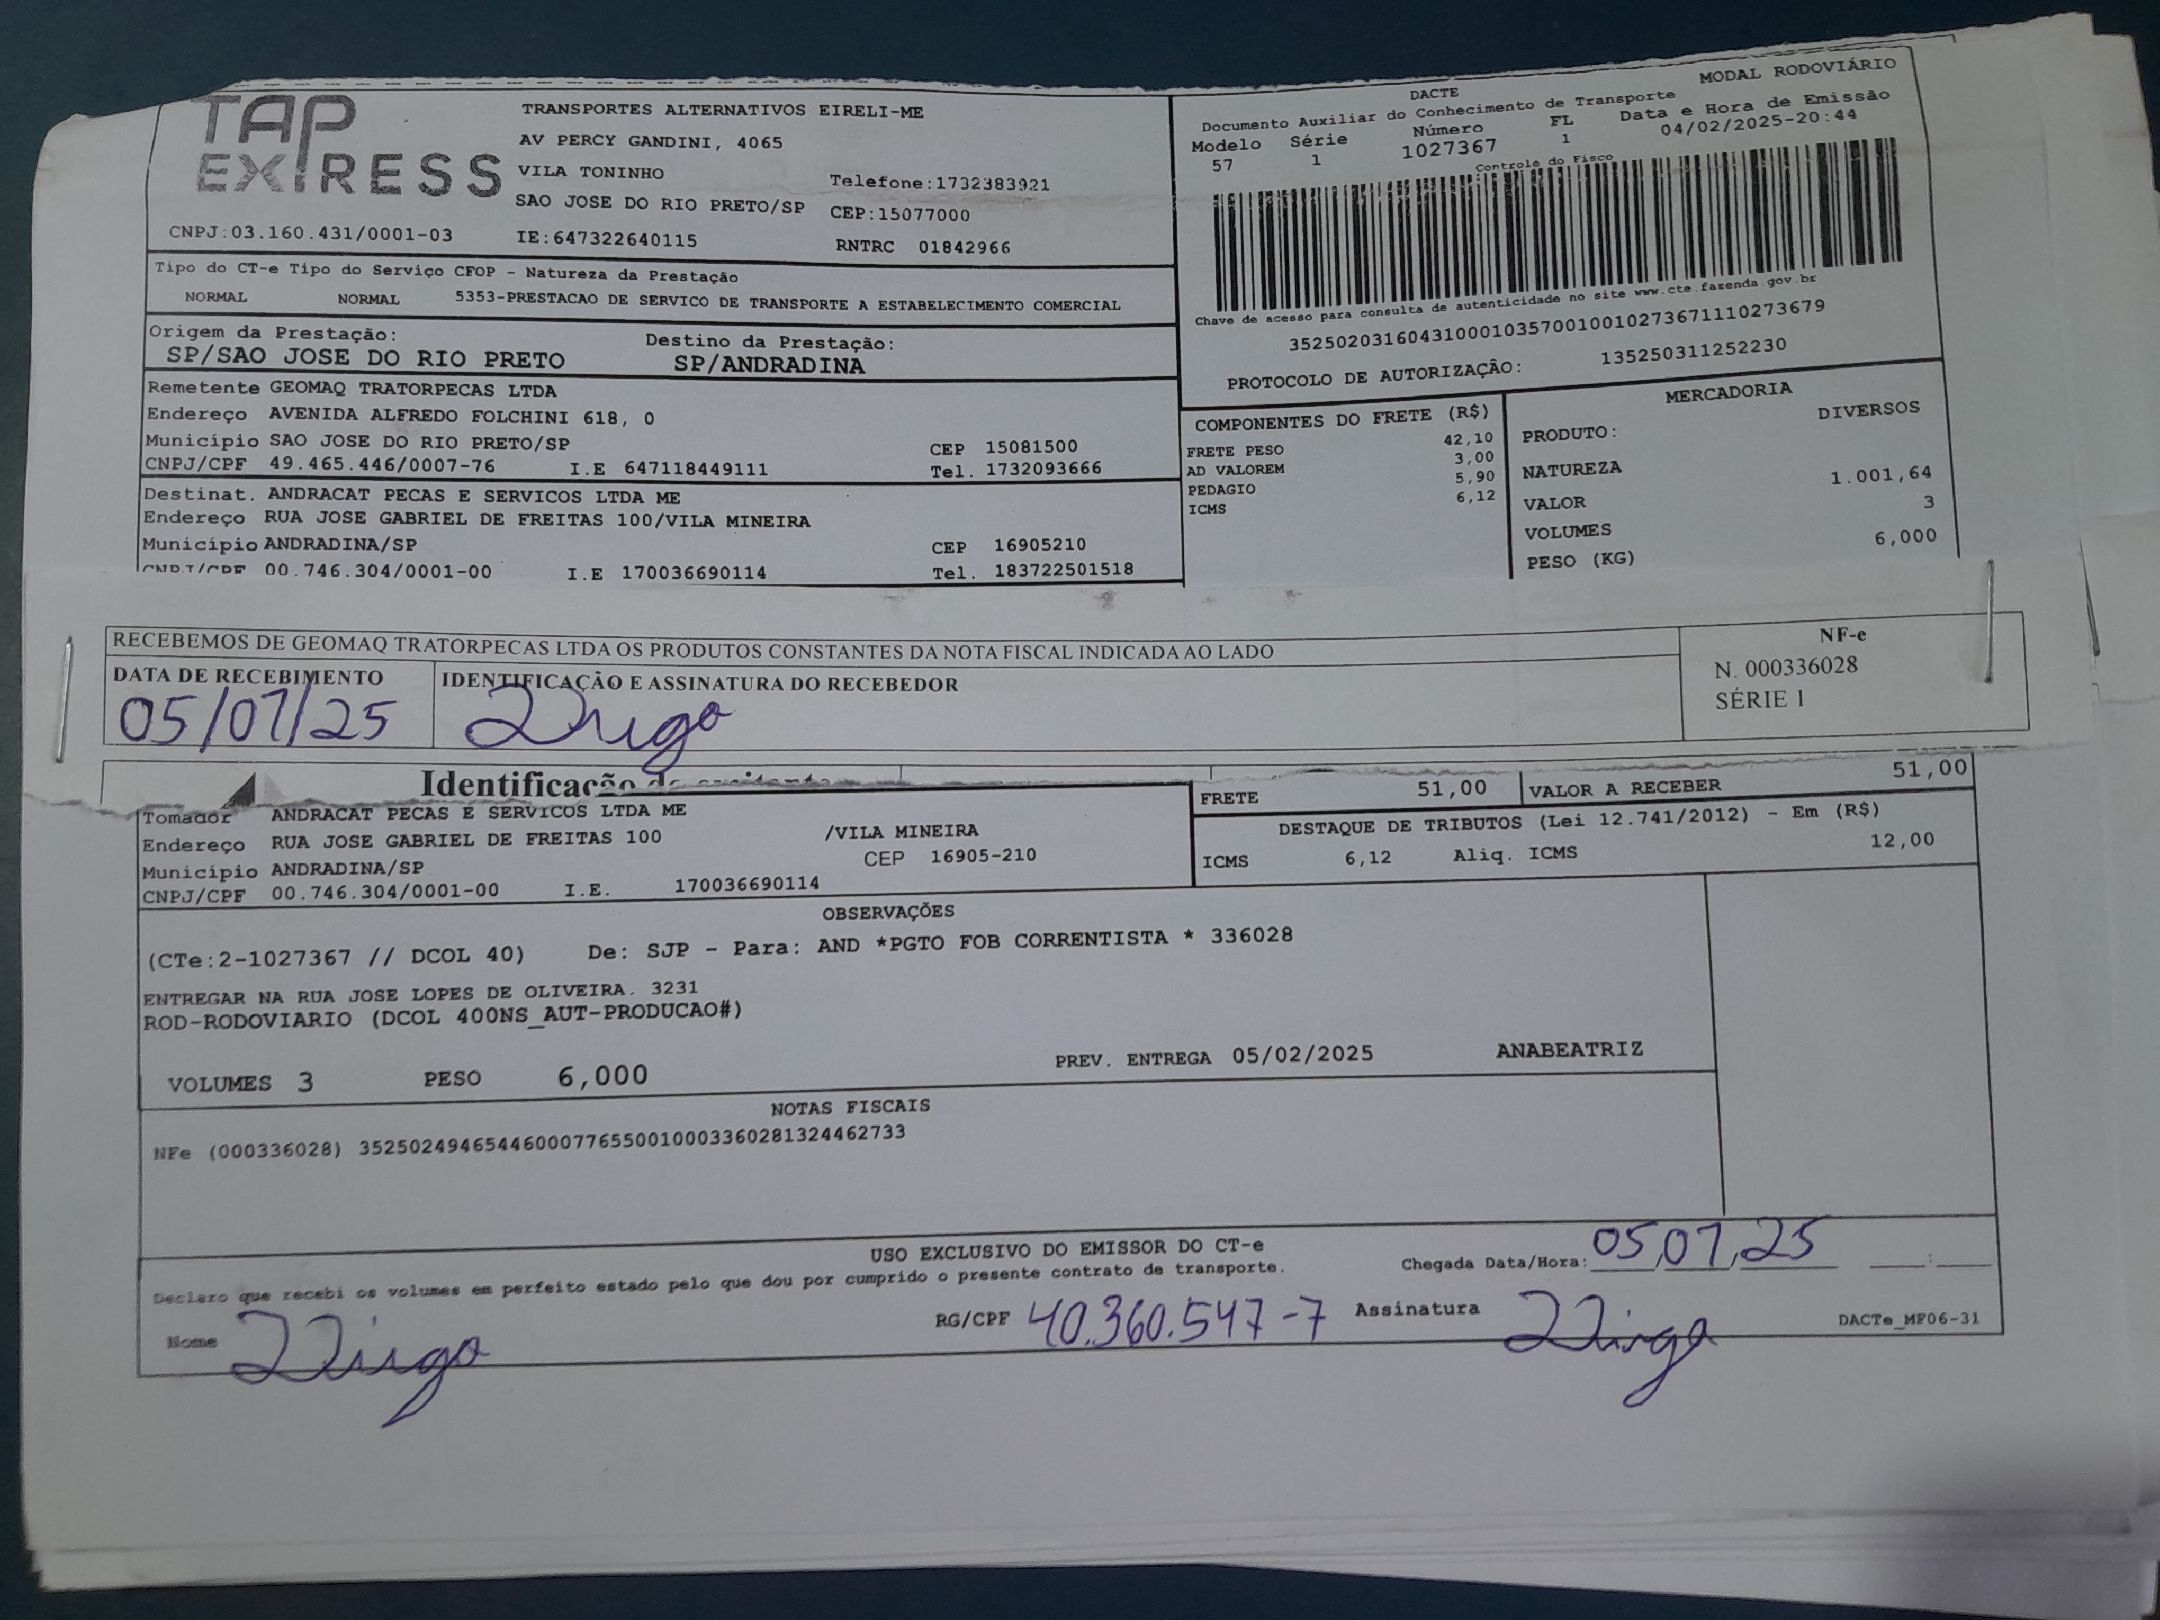 TAP EXPRESS
TRANSPORTES ALTERNATIVOS EIRELI-ME
AV PERCY GANDINI, 4065
VILA TONINHO
Telefone:1732383921
SAO JOSE DO RIO PRETO/SP CEP:15077000
CNPJ:03.160.431/0001-03 IE:647322640115 RNTRC 01842966
DACTE MODAL RODOVIÁRIO
Documento Auxiliar do Conhecimento de Transporte
Modelo Série Número FL Data e Hora de Emissão
57 1 1027367 1 04/02/2025-20:44
Controle do Fisco
Chave de acesso para consulta de autenticidade no site www.cte.fazenda.gov.br
35250203160431000103570010010273671110273679
PROTOCOLO DE AUTORIZAÇÃO: 135250311252230
Tipo do CT-e Tipo do Serviço CFOP - Natureza da Prestação
NORMAL NORMAL 5353-PRESTACAO DE SERVICO DE TRANSPORTE A ESTABELECIMENTO COMERCIAL
Origem da Prestação: Destino da Prestação:
SP/SAO JOSE DO RIO PRETO SP/ANDRADINA
Remetente GEOMAQ TRATORPECAS LTDA
Endereço AVENIDA ALFREDO FOLCHINI 618, 0
Município SAO JOSE DO RIO PRETO/SP CEP 15081500
CNPJ/CPF 49.465.446/0007-76 I.E 647118449111 Tel. 1732093666
Destinat. ANDRACAT PECAS E SERVICOS LTDA ME
Endereço RUA JOSE GABRIEL DE FREITAS 100/VILA MINEIRA
Município ANDRADINA/SP CEP 16905210
CNPJ/CPF 00.746.304/0001-00 I.E 170036690114 Tel. 183722501518
COMPONENTES DO FRETE (R$)
FRETE PESO 42,10
AD VALOREM 3,00
PEDAGIO 5,90
ICMS 6,12
MERCADORIA
PRODUTO: DIVERSOS
NATUREZA
VALOR 1.001,64
VOLUMES 3
PESO (KG) 6,000
RECEBEMOS DE GEOMAQ TRATORPECAS LTDA OS PRODUTOS CONSTANTES DA NOTA FISCAL INDICADA AO LADO
DATA DE RECEBIMENTO IDENTIFICAÇÃO E ASSINATURA DO RECEBEDOR
05/07/25
NF-e
N. 000336028
SÉRIE 1
Identificação
FRETE 51,00 VALOR A RECEBER 51,00
Tomador ANDRACAT PECAS E SERVICOS LTDA ME
Endereço RUA JOSE GABRIEL DE FREITAS 100 /VILA MINEIRA
Município ANDRADINA/SP CEP 16905-210
CNPJ/CPF 00.746.304/0001-00 I.E. 170036690114
DESTAQUE DE TRIBUTOS (Lei 12.741/2012) - Em (R$)
ICMS 6,12 Aliq. ICMS 12,00
OBSERVAÇÕES
(CTe:2-1027367 // DCOL 40) De: SJP - Para: AND *PGTO FOB CORRENTISTA * 336028
ENTREGAR NA RUA JOSE LOPES DE OLIVEIRA. 3231
ROD-RODOVIARIO (DCOL 400NS_AUT-PRODUCAO#)
VOLUMES 3 PESO 6,000 PREV. ENTREGA 05/02/2025 ANABEATRIZ
NOTAS FISCAIS
NFe (000336028) 35250249465446000776550010003360281324462733
USO EXCLUSIVO DO EMISSOR DO CT-e
Declaro que recebi os volumes em perfeito estado pelo que dou por cumprido o presente contrato de transporte.
Chegada Data/Hora: 05,07,25 :
Nome RG/CPF 40.360.547-7 Assinatura
DACTe_MF06-31